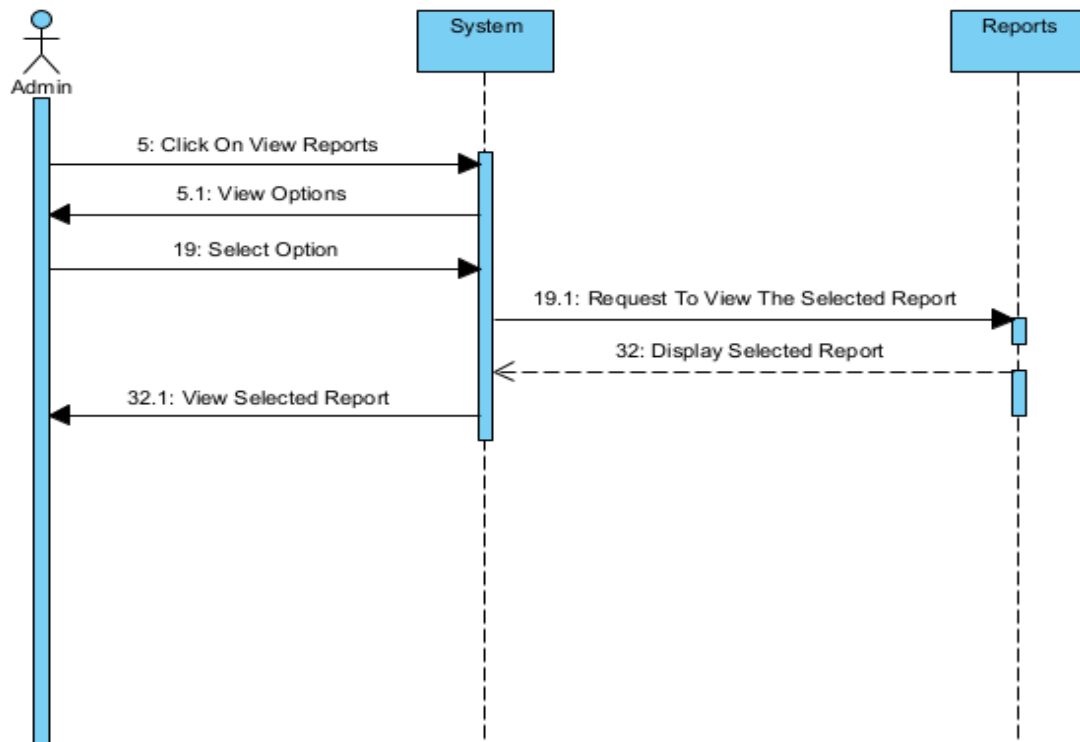 System
Reports
Admin
5: Click On View Reports
5.1: View Options
19: Select Option
19.1: Request To View The Selected Report
32: Display Selected Report
32.1: View Selected Report